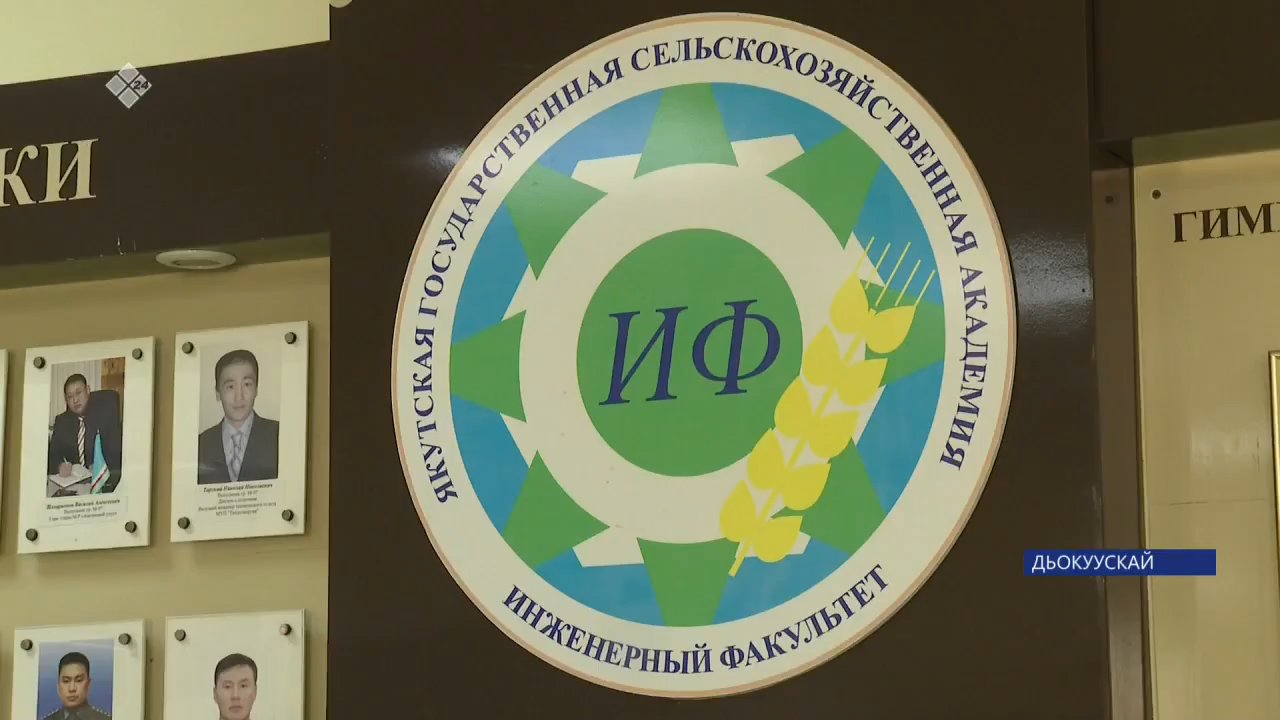 24
КИ
ЯКУТСКАЯ ГОСУДАРСТВЕННАЯ СЕЛЬСКОХОЗЯЙСТВЕННАЯ АКАДЕМИЯ
ИФ
ИНЖЕНЕРНЫЙ ФАКУЛЬТЕТ
ГИМ
ДЬОКУУСКАЙ